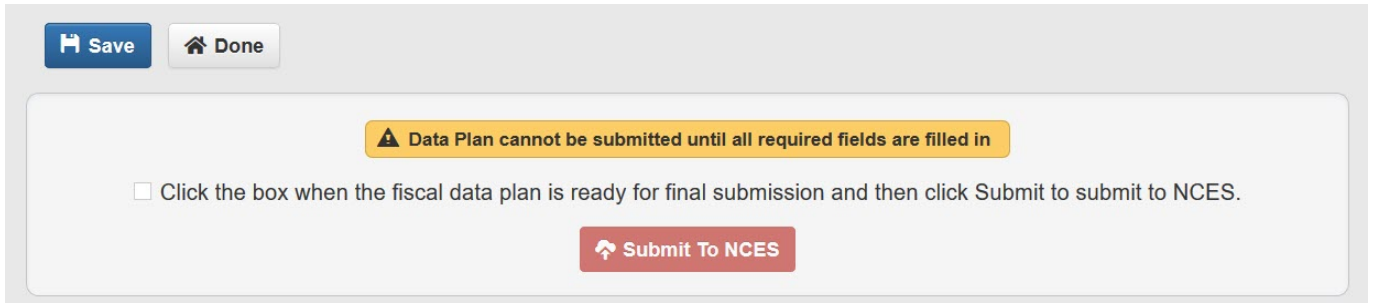 Save Done
Data Plan cannot be submitted until all required fields are filled in
Click the box when the fiscal data plan is ready for final submission and then click Submit to submit to NCES.
Submit To NCES